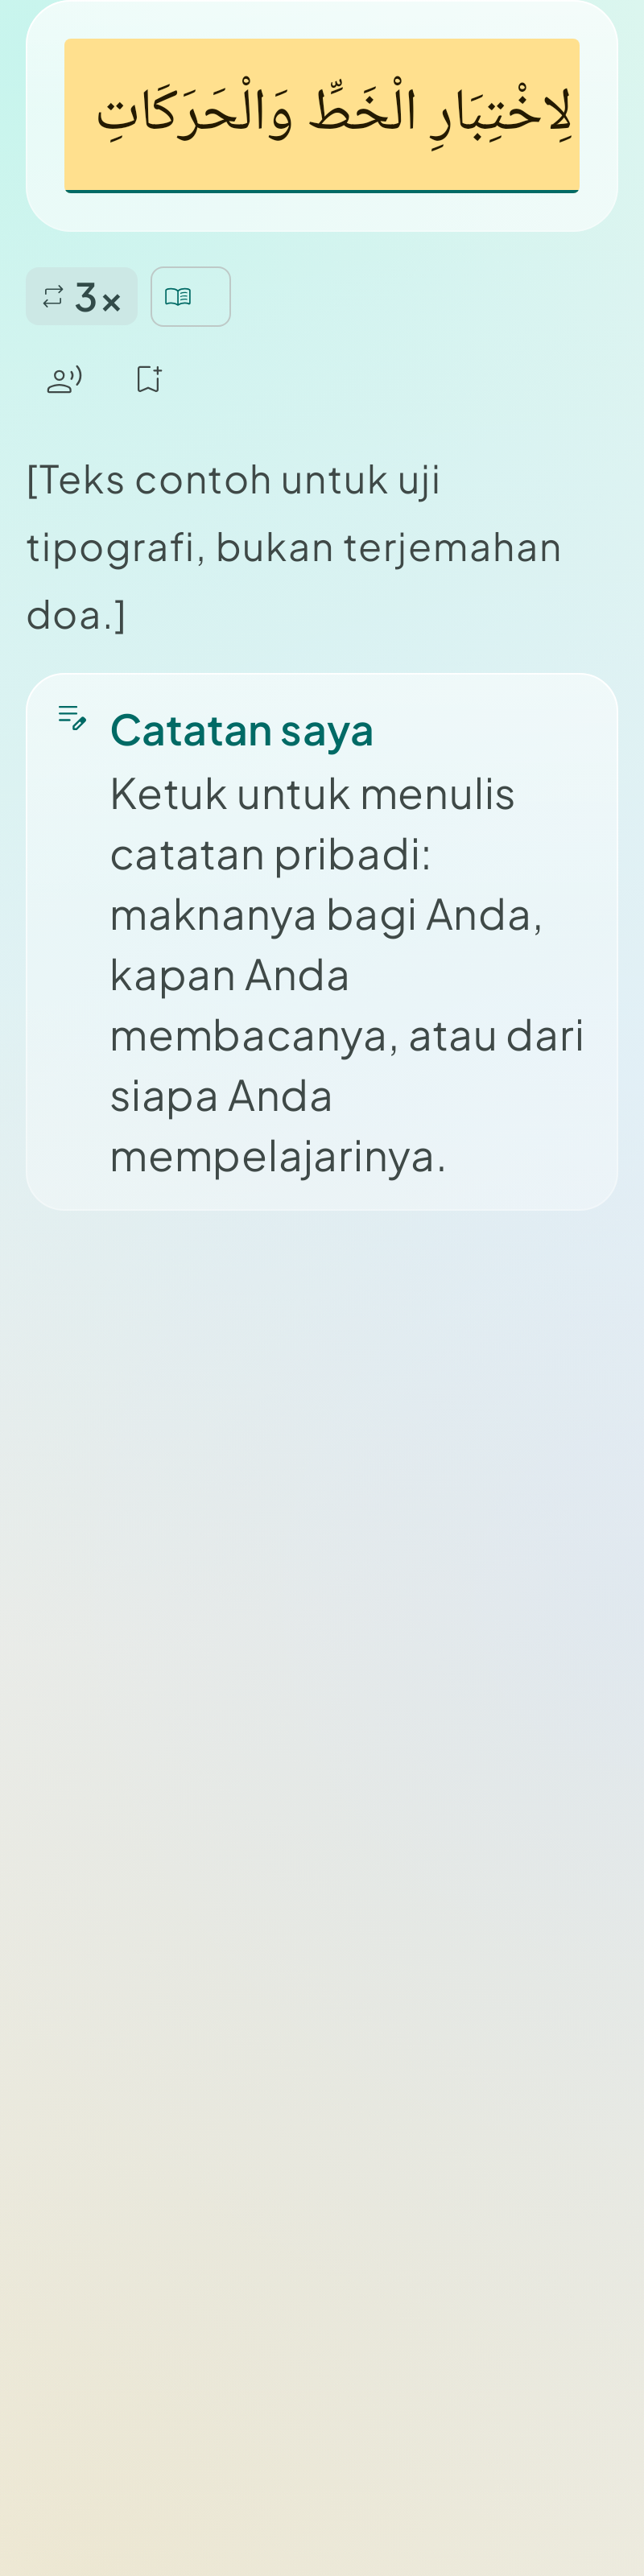 لِاخْتِبَارِ الْخَطِّ وَالْحَرَكَاتِ
3×
[Teks contoh untuk uji
tipografi, bukan terjemahan
doa.]
Catatan saya
Ketuk untuk menulis
catatan pribadi:
maknanya bagi Anda,
kapan Anda
membacanya, atau dari
siapa Anda
mempelajarinya.